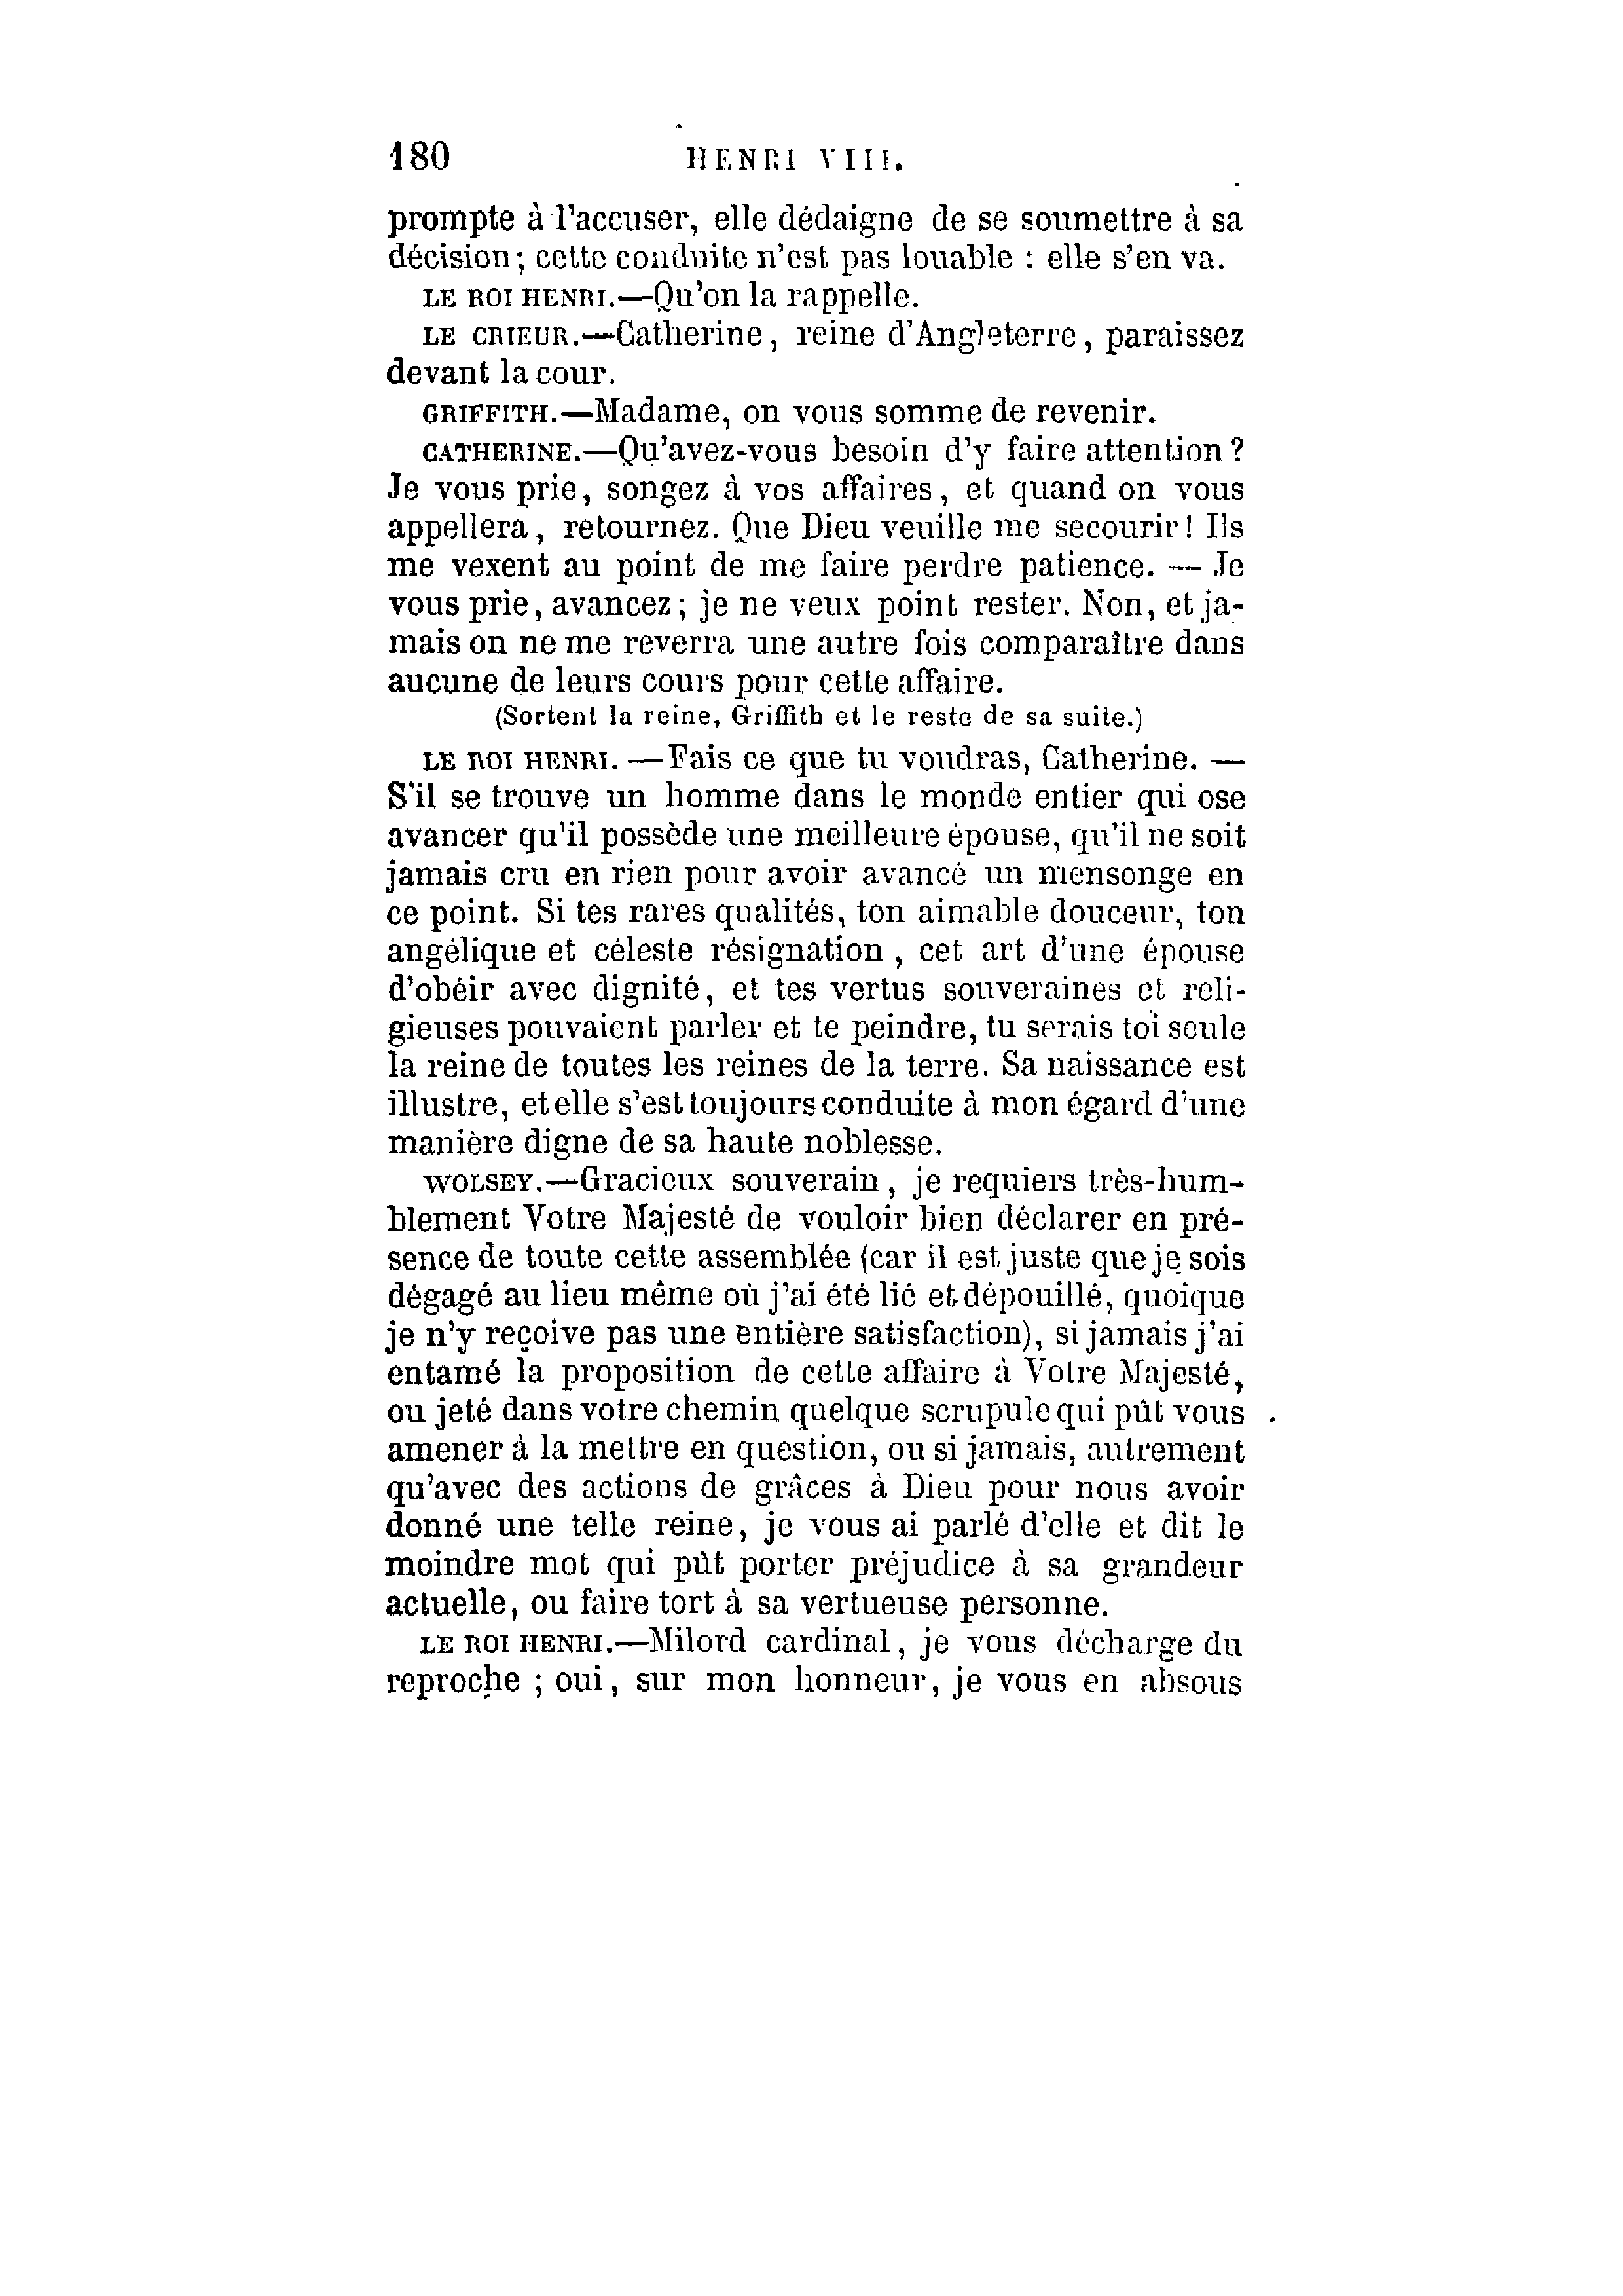 180 HENRI VIII.
prompte à l'accuser, elle dédaigne de se soumettre à sa
décision ; cette conduite n'est pas louable : elle s'en va.
LE ROI HENRI.—Qu'on la rappelle.
LE CRIEUR.—Catherine, reine d'Angleterre, paraissez
devant la cour.
GRIFFITH.—Madame, on vous somme de revenir.
CATHERINE.—Qu'avez-vous besoin d'y faire attention ?
Je vous prie, songez à vos affaires, et quand on vous
appellera, retournez. Que Dieu veuille me secourir ! Ils
me vexent au point de me faire perdre patience. — Je
vous prie, avancez ; je ne veux point rester. Non, et ja-
mais on ne me reverra une autre fois comparaître dans
aucune de leurs cours pour cette affaire.
(Sortent la reine, Griffith et le reste de sa suite.)
LE ROI HENRI. —Fais ce que tu voudras, Catherine. —
S'il se trouve un homme dans le monde entier qui ose
avancer qu'il possède une meilleure épouse, qu'il ne soit
jamais cru en rien pour avoir avancé un mensonge en
ce point. Si tes rares qualités, ton aimable douceur, ton
angélique et céleste résignation, cet art d'une épouse
d'obéir avec dignité, et tes vertus souveraines et reli-
gieuses pouvaient parler et te peindre, tu serais toi seule
la reine de toutes les reines de la terre. Sa naissance est
illustre, et elle s'est toujours conduite à mon égard d'une
manière digne de sa haute noblesse.
WOLSEY.—Gracieux souverain, je requiers très-hum-
blement Votre Majesté de vouloir bien déclarer en pré-
sence de toute cette assemblée (car il est juste que je sois
dégagé au lieu même où j'ai été lié et dépouillé, quoique
je n'y reçoive pas une entière satisfaction), si jamais j'ai
entamé la proposition de cette affaire à Votre Majesté,
ou jeté dans votre chemin quelque scrupule qui pût vous
amener à la mettre en question, ou si jamais, autrement
qu'avec des actions de grâces à Dieu pour nous avoir
donné une telle reine, je vous ai parlé d'elle et dit le
moindre mot qui pût porter préjudice à sa grandeur
actuelle, ou faire tort à sa vertueuse personne.
LE ROI HENRI.—Milord cardinal, je vous décharge du
reproche ; oui, sur mon honneur, je vous en absous